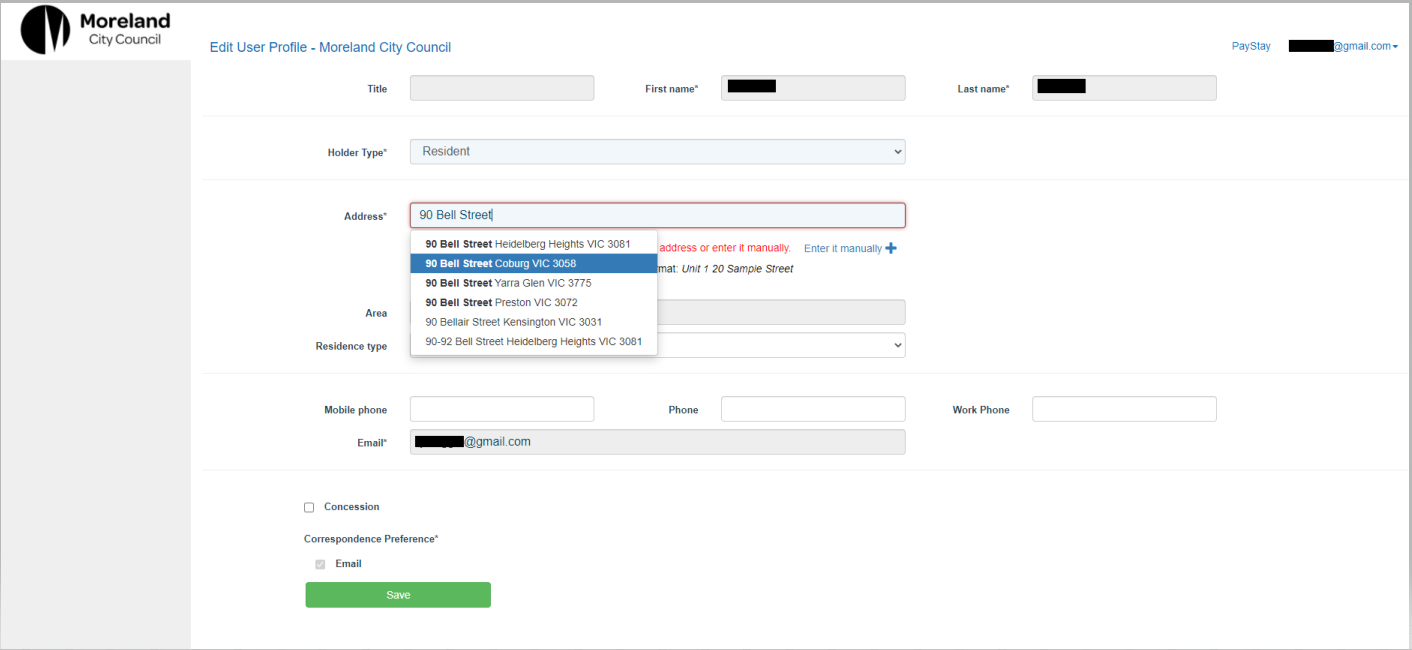 Moreland
City Council
Edit User Profile - Moreland City Council
PayStay
@gmail.com
Title
First name*
Last name*
Holder Type*
Resident
Address*
90 Bell Street
90 Bell Street Heidelberg Heights VIC 3081
90 Bell Street Coburg VIC 3058
90 Bell Street Yarra Glen VIC 3775
90 Bell Street Preston VIC 3072
90 Bellair Street Kensington VIC 3031
90-92 Bell Street Heidelberg Heights VIC 3081
address or enter it manually.
Enter it manually
mat: Unit 1 20 Sample Street
Area
Residence type
Mobile phone
Phone
Work Phone
Email*
@gmail.com
Concession
Correspondence Preference*
Email
Save